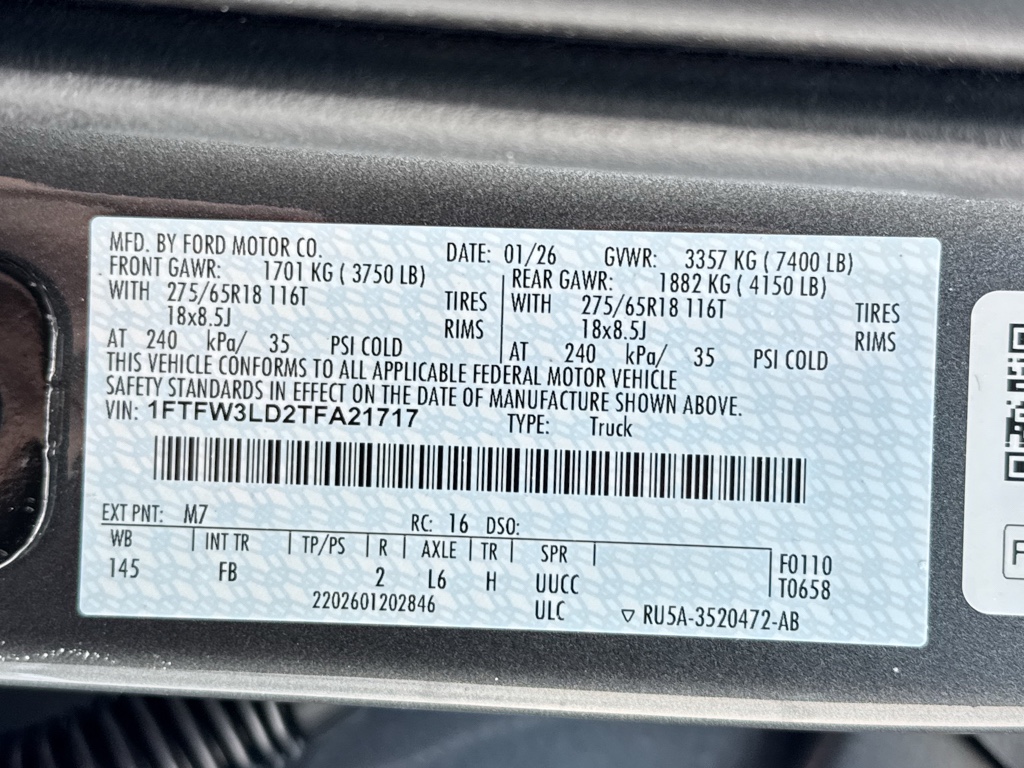 MFD. BY FORD MOTOR CO. DATE: 01/26 GVWR: 3357 KG ( 7400 LB)
FRONT GAWR: 1701 KG ( 3750 LB) REAR GAWR: 1882 KG ( 4150 LB)
WITH 275/65R18 116T TIRES WITH 275/65R18 116T TIRES
18x8.5J RIMS 18x8.5J RIMS
AT 240 kPa/ 35 PSI COLD AT 240 kPa/ 35 PSI COLD
THIS VEHICLE CONFORMS TO ALL APPLICABLE FEDERAL MOTOR VEHICLE
SAFETY STANDARDS IN EFFECT ON THE DATE OF MANUFACTURE SHOWN ABOVE.
VIN: 1FTFW3LD2TFA21717 TYPE: Truck
EXT PNT: M7 RC: 16 DSO:
WB INT TR TP/PS R AXLE TR SPR F0110
145 FB 2 L6 H UUCC T0658
2202601202846 ULC ▽ RU5A-3520472-AB